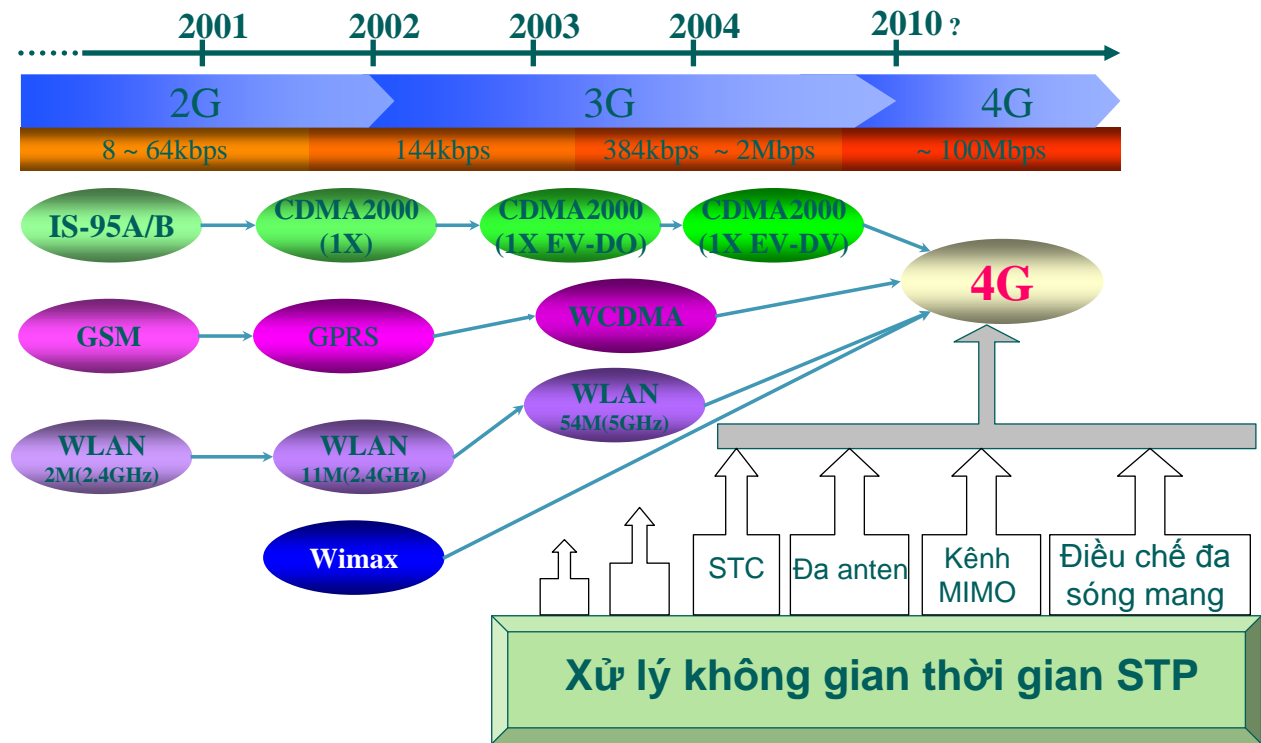 2001 2002 2003 2004 2010 ?
2G 3G 4G
8 ~ 64kbps 144kbps 384kbps ~ 2Mbps ~ 100Mbps
IS-95A/B
CDMA2000
(1X)
CDMA2000
(1X EV-DO)
CDMA2000
(1X EV-DV)
4G
GSM
GPRS
WCDMA
WLAN
2M(2.4GHz)
WLAN
11M(2.4GHz)
WLAN
54M(5GHz)
Wimax
STC
Đa anten
Kênh
MIMO
Điều chế đa
sóng mang
Xử lý không gian thời gian STP